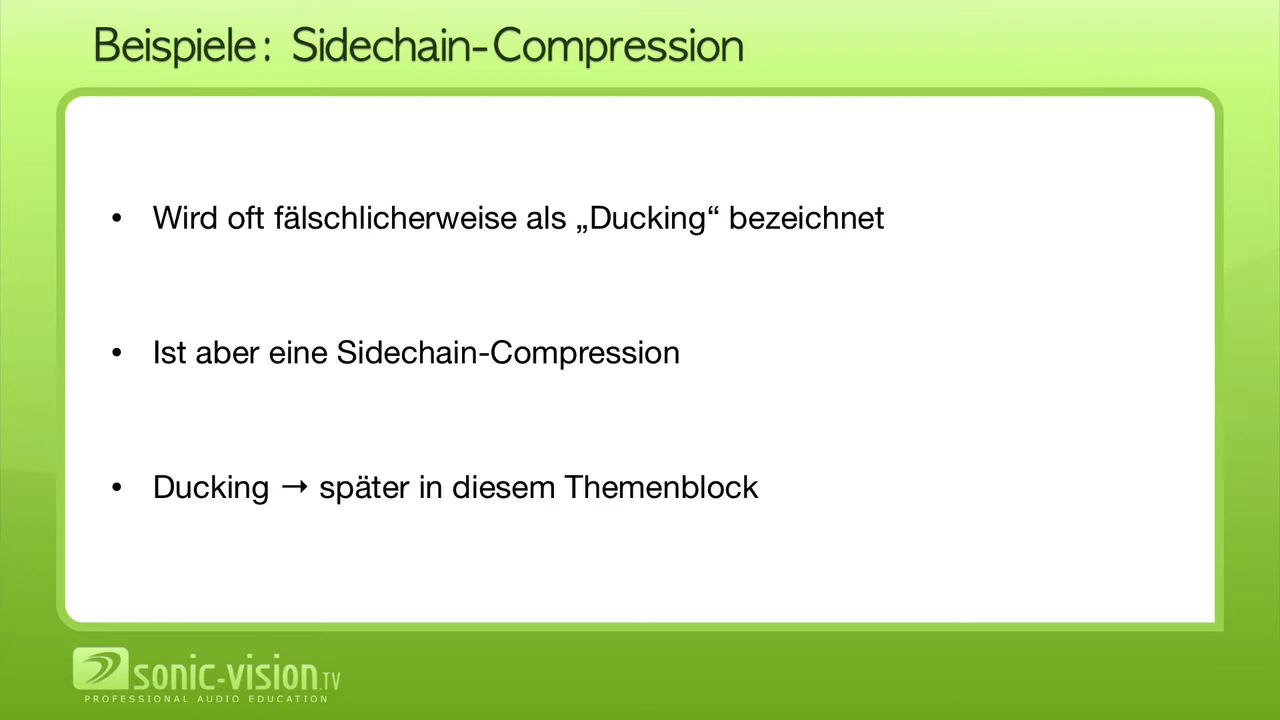 Beispiele: Sidechain-Compression
• Wird oft fälschlicherweise als „Ducking“ bezeichnet
• Ist aber eine Sidechain-Compression
• Ducking → später in diesem Themenblock
sonic-vision.TV
PROFESSIONAL AUDIO EDUCATION